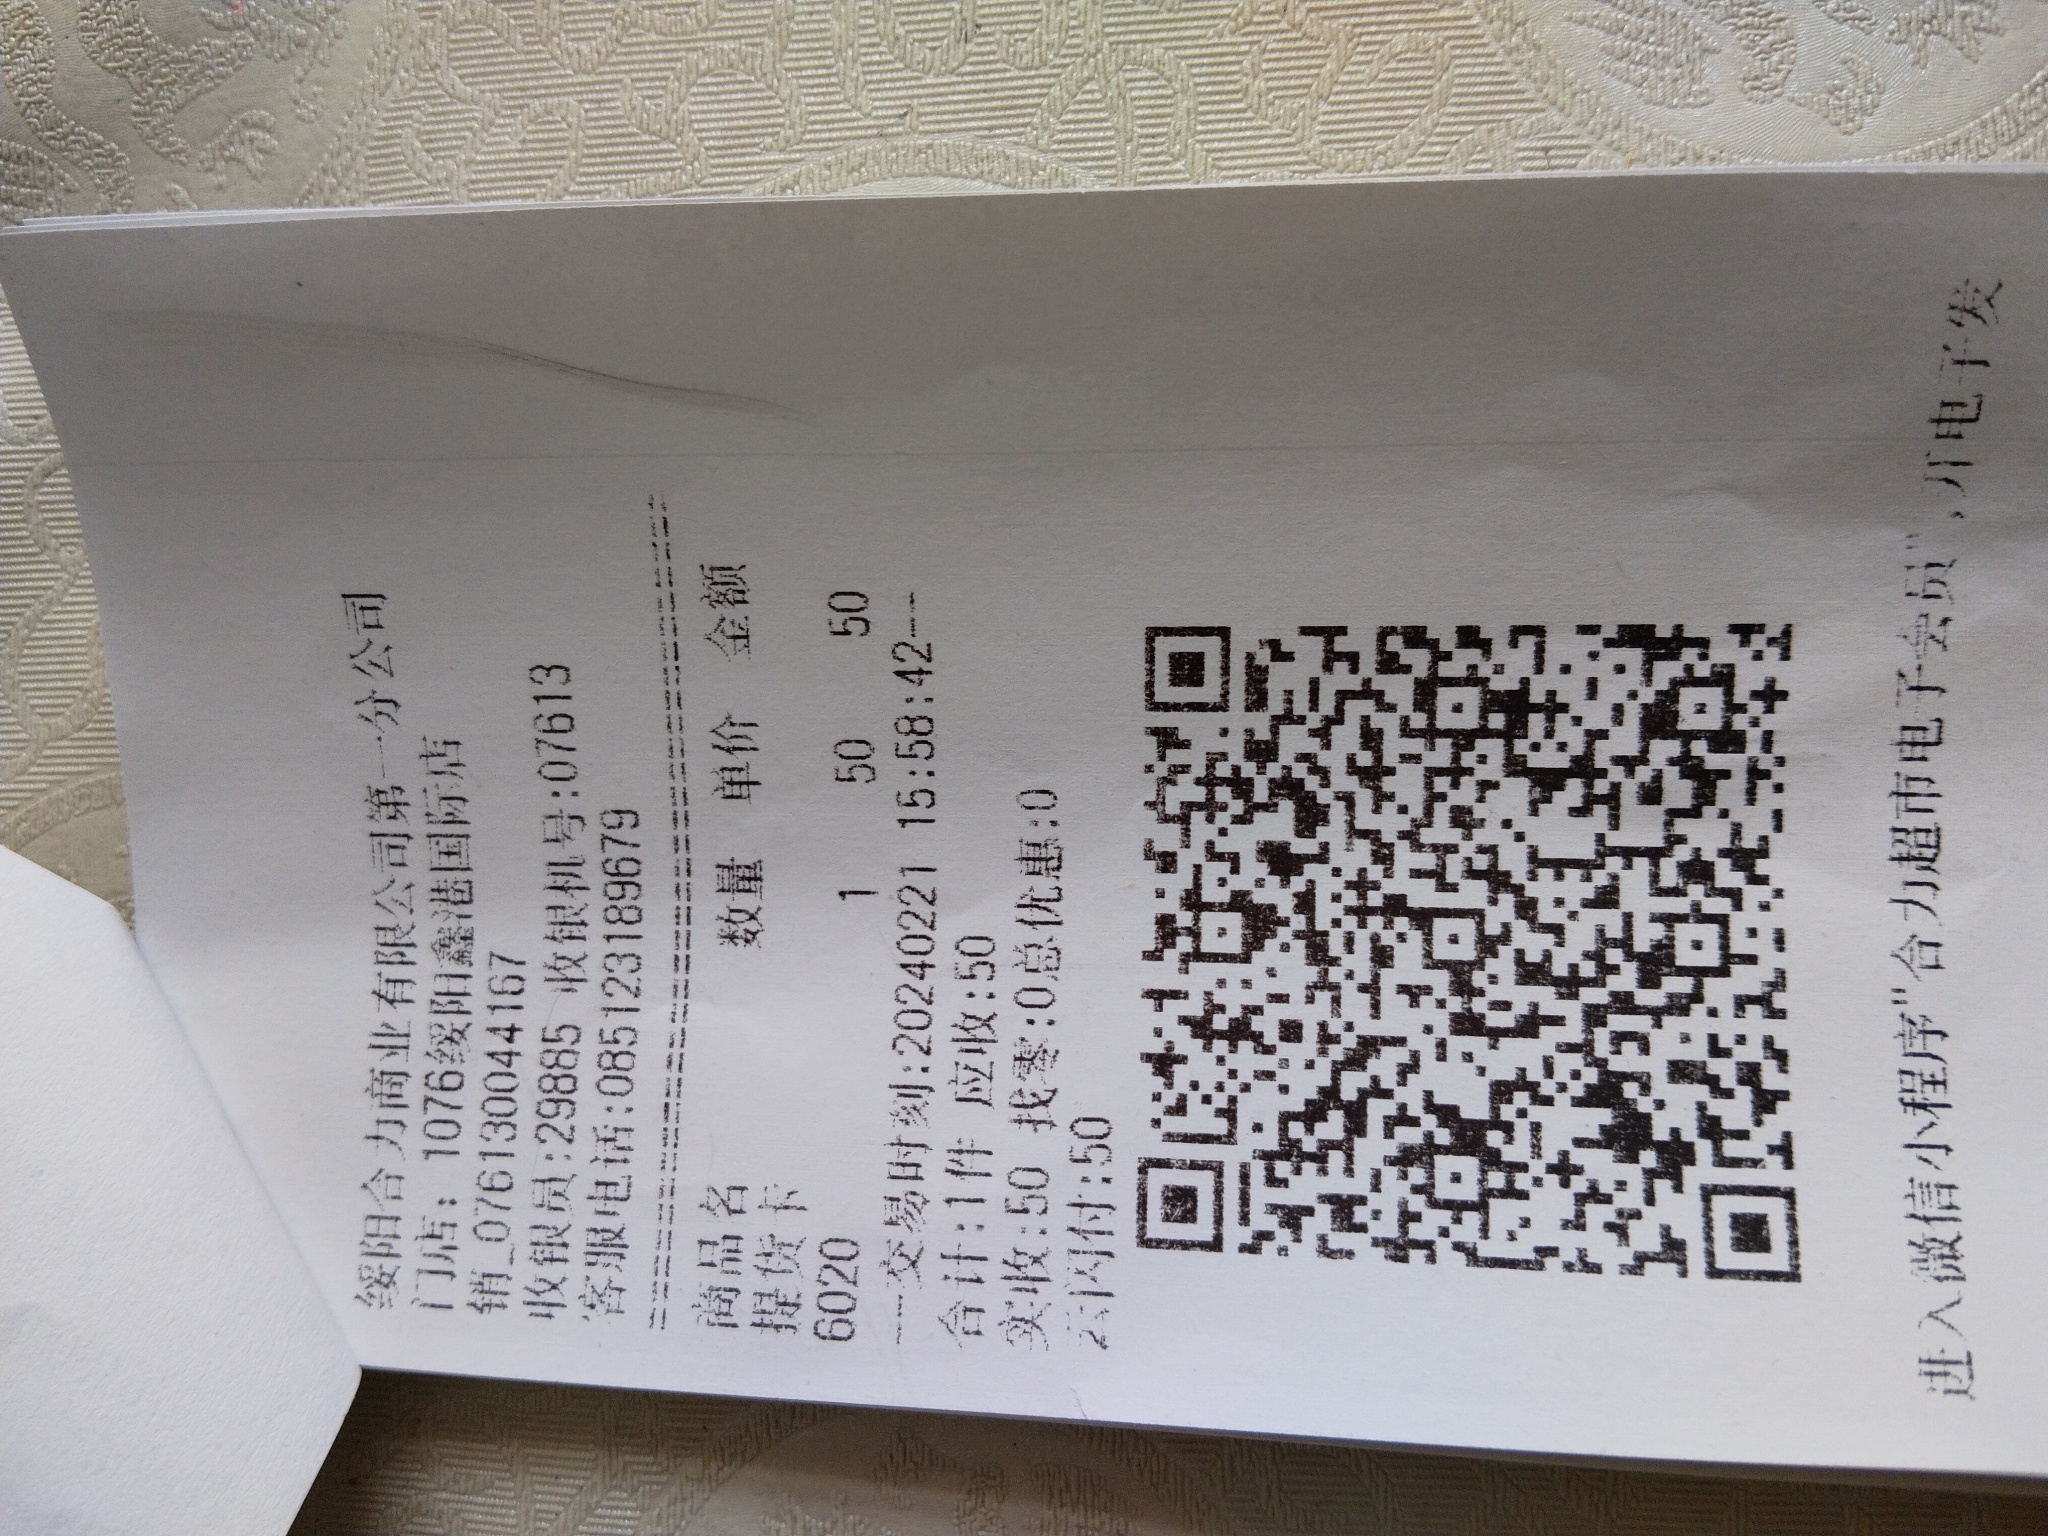 绥阳合力商业有限公司第一分公司
门店：1076绥阳鑫港国际店
销_076130044167
收银员:29885 收银机号:07613
客服电话:085123189679
==========================================
商品名 数量 单价 金额
提货卡
6020 1 50 50
---交易时刻:20240221 15:58:42---
合计:1件 应收:50
实收:50 找零:0总优惠:0
云闪付:50
进入微信小程序"合力超市电子会员",开电子发